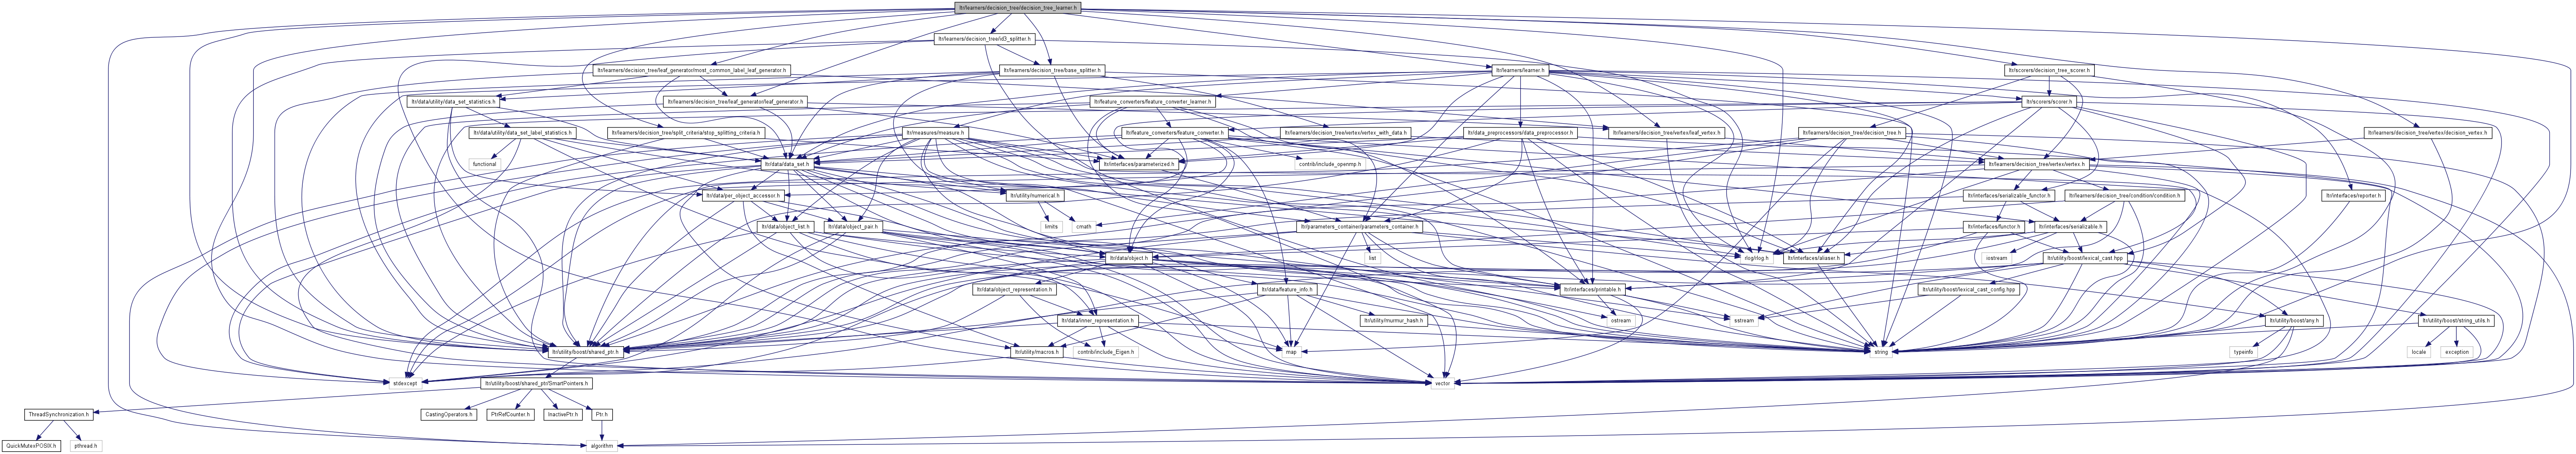 ltr/learners/decision_tree/decision_tree_learner.h
ltr/learners/decision_tree/id3_splitter.h
ltr/learners/decision_tree/leaf_generator/most_common_label_leaf_generator.h
ltr/learners/decision_tree/base_splitter.h
ltr/learners/learner.h
ltr/scorers/decision_tree_scorer.h
ltr/data/utility/data_set_statistics.h
ltr/learners/decision_tree/leaf_generator/leaf_generator.h
ltr/feature_converters/feature_converter_learner.h
ltr/scorers/scorer.h
ltr/data/utility/data_set_label_statistics.h
ltr/learners/decision_tree/split_criteria/stop_splitting_criteria.h
ltr/measures/measure.h
ltr/feature_converters/feature_converter.h
ltr/learners/decision_tree/vertex/vertex_with_data.h
ltr/data_preprocessors/data_preprocessor.h
ltr/learners/decision_tree/vertex/leaf_vertex.h
ltr/learners/decision_tree/decision_tree.h
ltr/learners/decision_tree/vertex/decision_vertex.h
functional
ltr/data/data_set.h
ltr/interfaces/parameterized.h
contrib/include_openmp.h
ltr/learners/decision_tree/vertex/vertex.h
ltr/data/per_object_accessor.h
ltr/utility/numerical.h
ltr/interfaces/serializable_functor.h
ltr/learners/decision_tree/condition/condition.h
ltr/interfaces/reporter.h
ltr/data/object_list.h
ltr/data/object_pair.h
limits
cmath
ltr/parameters_container/parameters_container.h
ltr/interfaces/functor.h
ltr/interfaces/serializable.h
ltr/data/object.h
list
rlog/rlog.h
ltr/interfaces/aliaser.h
iostream
ltr/utility/boost/lexical_cast.hpp
ltr/data/object_representation.h
ltr/data/feature_info.h
ltr/interfaces/printable.h
ltr/utility/boost/lexical_cast_config.hpp
ltr/data/inner_representation.h
ltr/utility/murmur_hash.h
ostream
sstream
ltr/utility/boost/any.h
ltr/utility/boost/string_utils.h
ltr/utility/boost/shared_ptr.h
ltr/utility/macros.h
contrib/include_Eigen.h
map
string
typeinfo
locale
exception
stdexcept
ltr/utility/boost/shared_ptr/SmartPointers.h
vector
ThreadSynchronization.h
CastingOperators.h
PtrRefCounter.h
InactivePtr.h
Ptr.h
QuickMutexPOSIX.h
pthread.h
algorithm